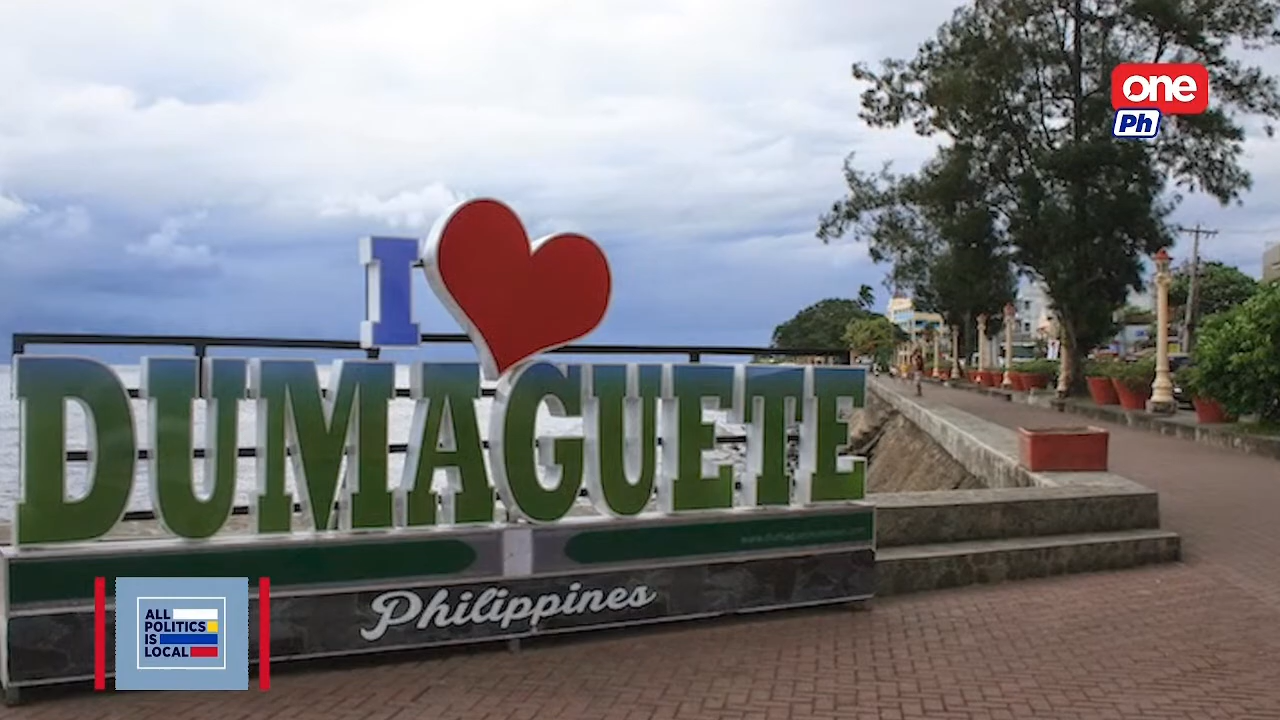 one
Ph
I
DUMAGUETE
Philippines
ALL
POLITICS
IS
LOCAL